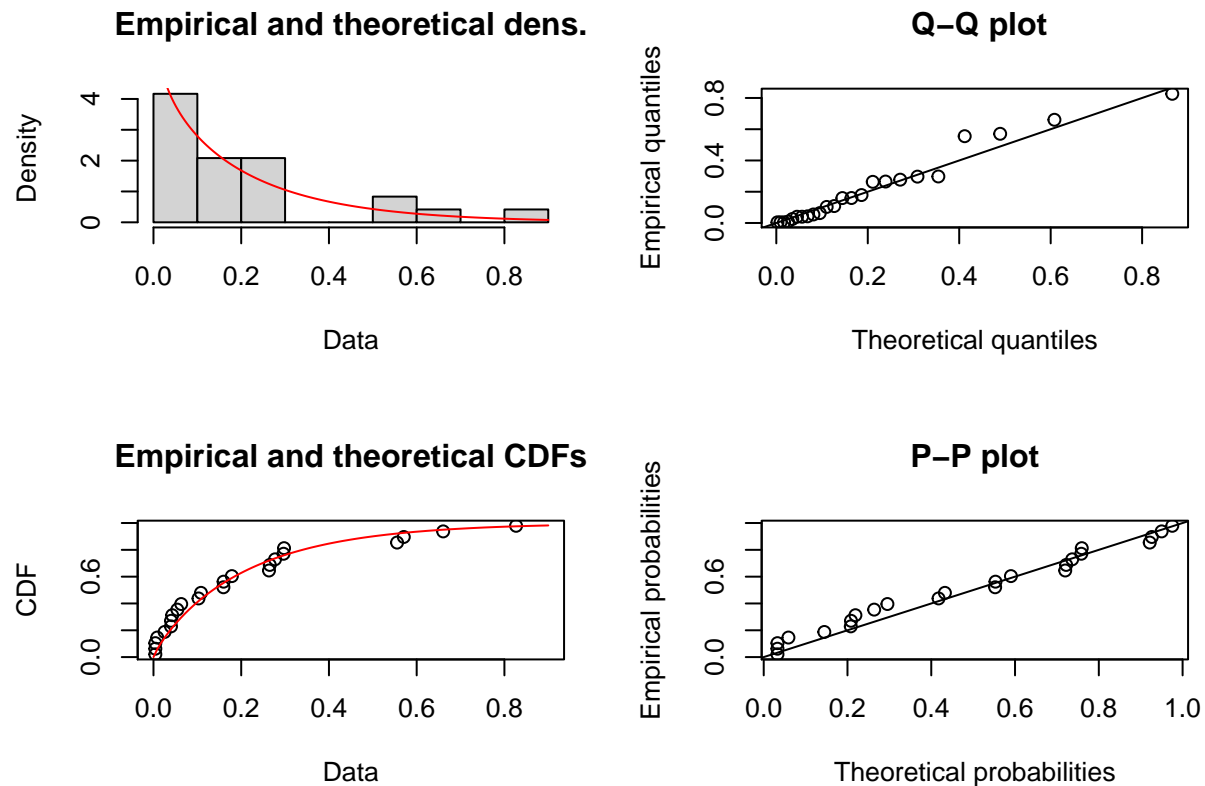 Empirical and theoretical dens.
Density
0 2 4
0.0 0.2 0.4 0.6 0.8
Data
Q−Q plot
Empirical quantiles
0.0 0.4 0.8
0.0 0.2 0.4 0.6 0.8
Theoretical quantiles
Empirical and theoretical CDFs
CDF
0.0 0.6
0.0 0.2 0.4 0.6 0.8
Data
P−P plot
Empirical probabilities
0.0 0.6
0.0 0.2 0.4 0.6 0.8 1.0
Theoretical probabilities